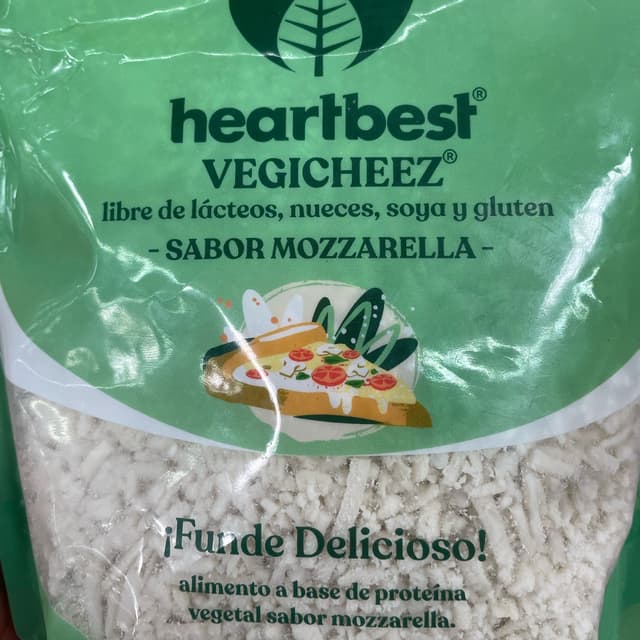 heartbest®
VEGICHEEZ®
libre de lácteos, nueces, soya y gluten
- SABOR MOZZARELLA -
¡Funde Delicioso!
alimento a base de proteína
vegetal sabor mozzarella.